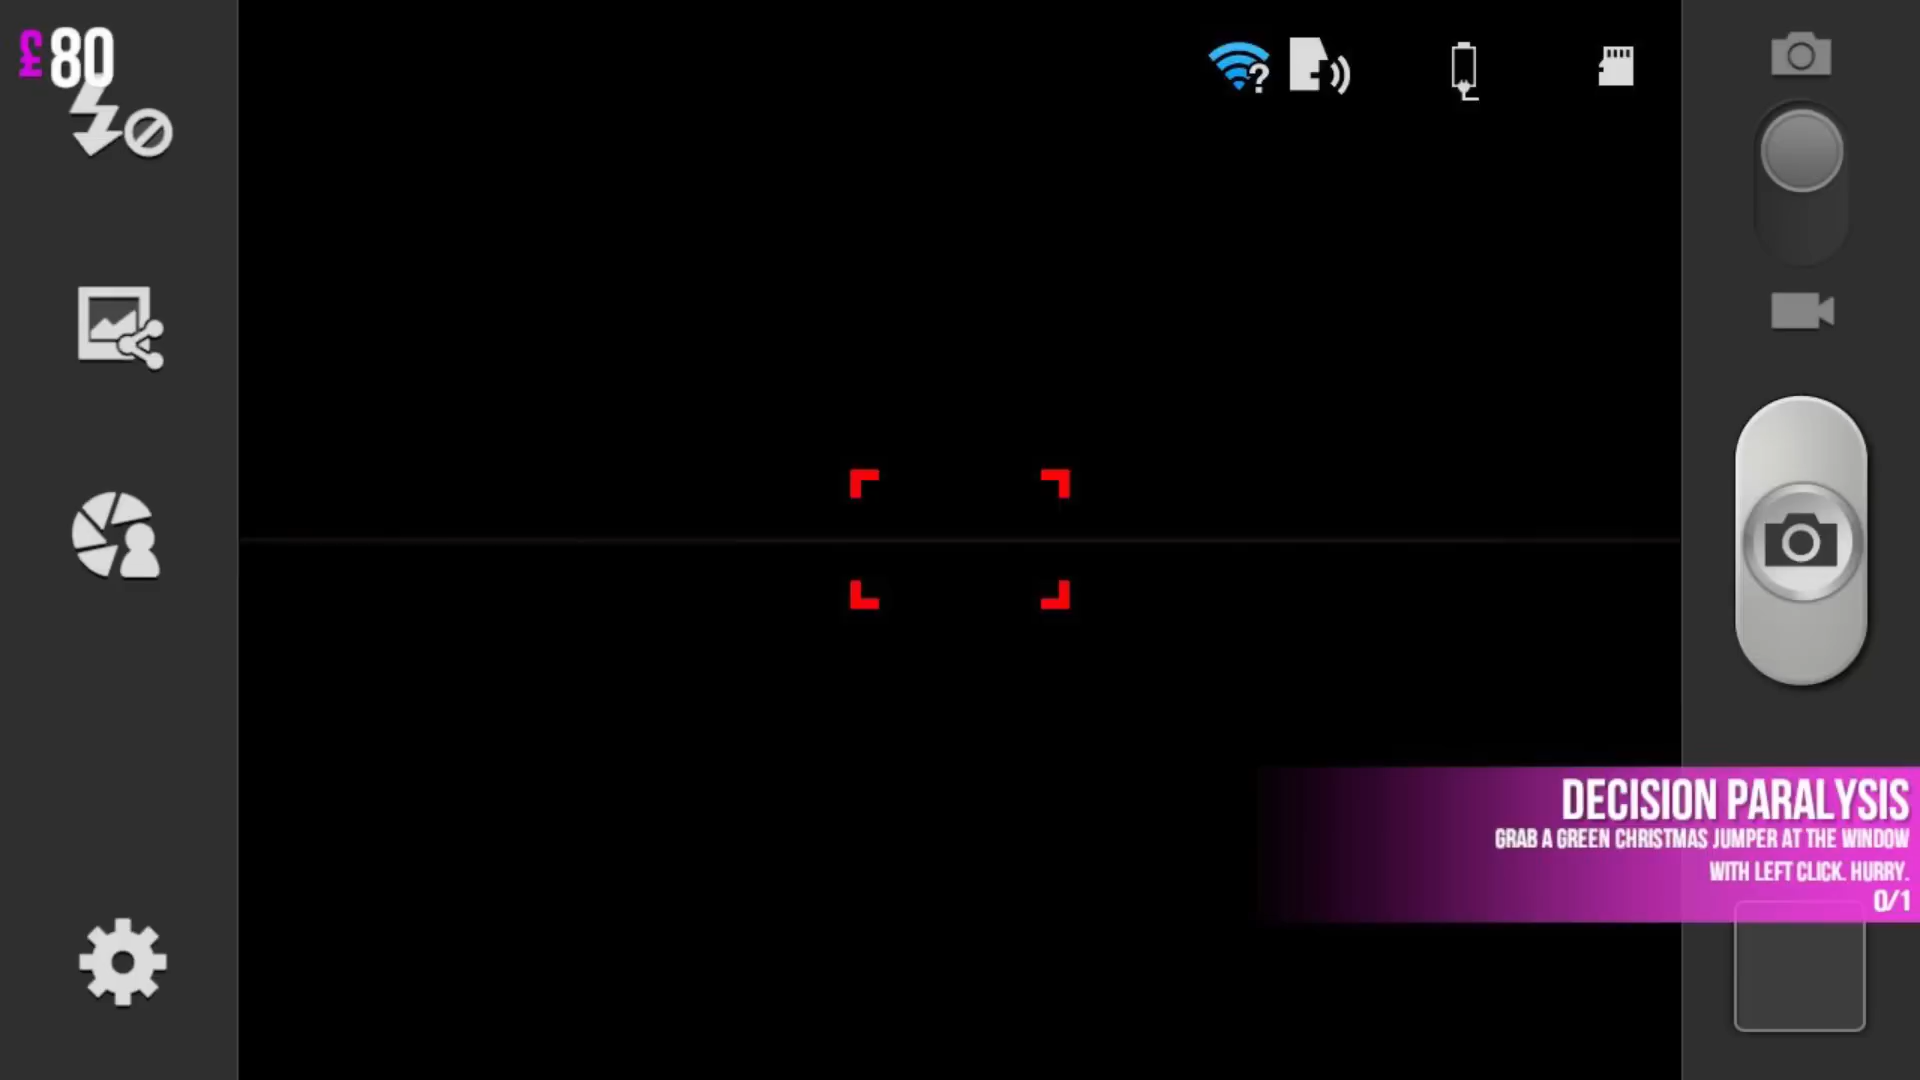 £80
DECISION PARALYSIS
GRAB A GREEN CHRISTMAS JUMPER AT THE WINDOW
WITH LEFT CLICK. HURRY.
0/1